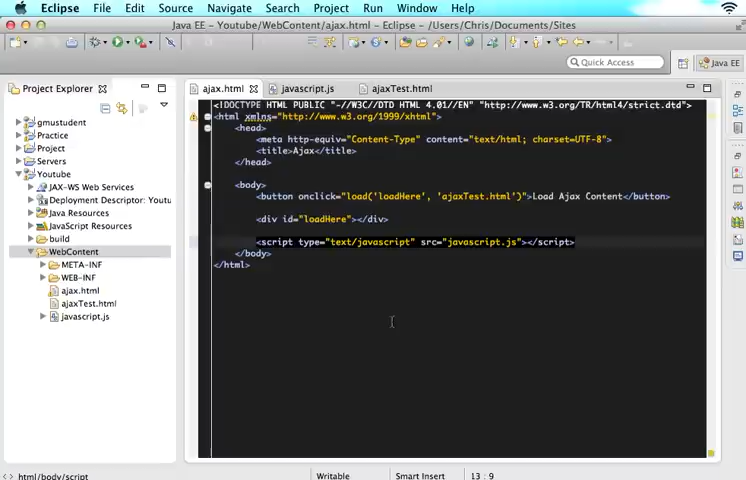 Eclipse File Edit Navigate Search Project Run Window Help
Java EE - Youtube/WebContent/ajax.html - Eclipse - /Users/Chris/Documents/Sites
Quick Access
Java EE
Project Explorer
ajax.html
javascript.js
ajaxTest.html
gmustudent
Practice
Project
Servers
Youtube
JAX-WS Web Services
Deployment Descriptor: Youtu
Java Resources
JavaScript Resources
build
WebContent
META-INF
WEB-INF
ajax.html
ajaxTest.html
javascript.js
<!DOCTYPE HTML PUBLIC "-//W3C//DTD HTML 4.01//EN" "http://www.w3.org/TR/html4/strict.dtd">
<html xmlns="http://www.w3.org/1999/xhtml">
<head>
<meta http-equiv="Content-Type" content="text/html; charset=UTF-8">
<title>Ajax</title>
</head>
<body>
<button onclick="load('loadHere', 'ajaxTest.html')">Load Ajax Content</button>
<div id="loadHere"></div>
<script type="text/javascript" src="javascript.js"></script>
</body>
</html>
html/body/script
Writable
Smart Insert
13 : 9